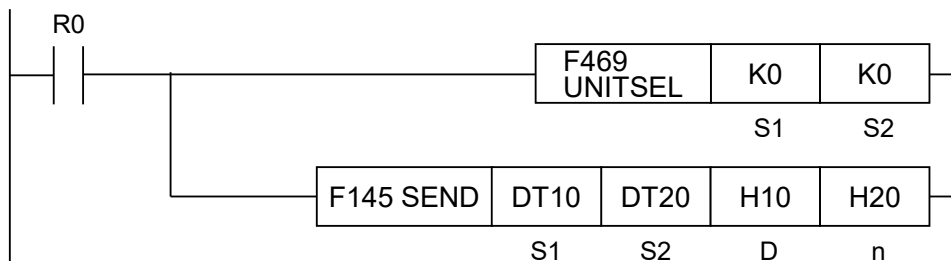 R0
F469
UNITSEL
K0
K0
S1
S2
F145 SEND
DT10
DT20
H10
H20
S1
S2
D
n